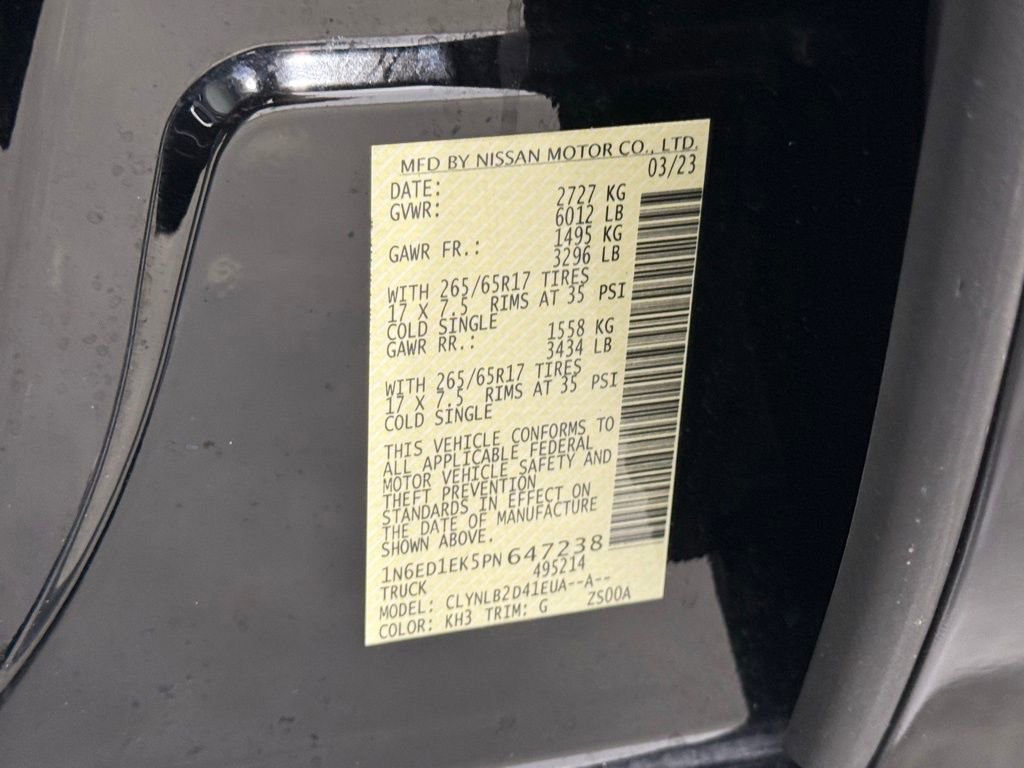 MFD BY NISSAN MOTOR CO., LTD.
DATE: 03/23
GVWR: 2727 KG
6012 LB
GAWR FR.: 1495 KG
3296 LB
WITH 265/65R17 TIRES
17 X 7.5 RIMS AT 35 PSI
COLD SINGLE
GAWR RR.: 1558 KG
3434 LB
WITH 265/65R17 TIRES
17 X 7.5 RIMS AT 35 PSI
COLD SINGLE
THIS VEHICLE CONFORMS TO
ALL APPLICABLE FEDERAL
MOTOR VEHICLE SAFETY AND
THEFT PREVENTION
STANDARDS IN EFFECT ON
THE DATE OF MANUFACTURE
SHOWN ABOVE.
1N6ED1EK5PN647238
TRUCK 495214
MODEL: CLYNLB2D41EUA--A--
COLOR: KH3 TRIM: G ZS00A